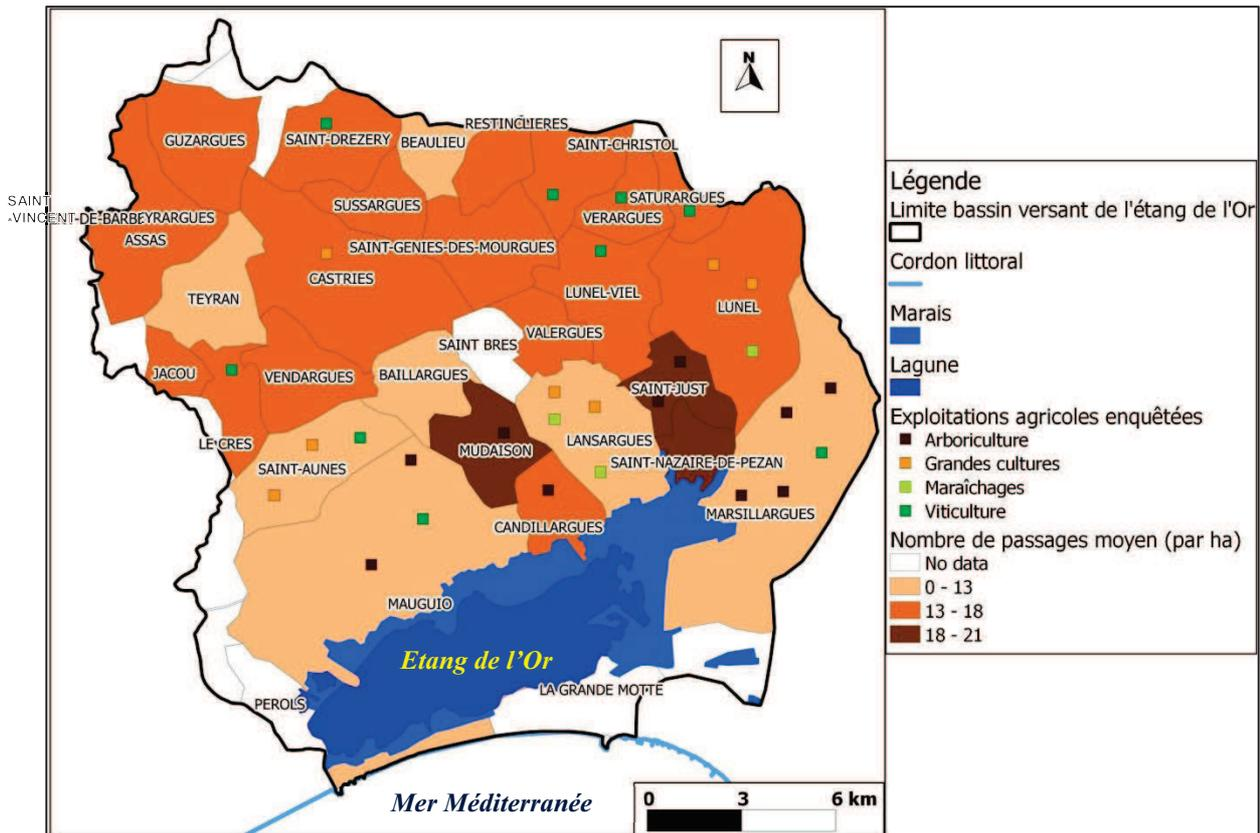 N
RESTINCLIERES
GUZARGUES
SAINT-DREZERY
BEAULIEU
SAINT-CHRISTOL
SAINT
-VINCENT-DE-BARBEYRARGUES
SUSSARGUES
SATURARGUES
VERARGUES
ASSAS
SAINT-GENIES-DES-MOURGUES
CASTRIES
TEYRAN
LUNEL-VIEL
LUNEL
VALERGUES
SAINT BRES
JACOU
VENDARGUES
BAILLARGUES
SAINT-JUST
LE CRES
SAINT-AUNES
MUDAISON
LANSARGUES
SAINT-NAZAIRE-DE-PEZAN
MARSILLARGUES
CANDILLARGUES
MAUGUIO
Etang de l'Or
LA GRANDE MOTTE
PEROLS
Mer Méditerranée
0 3 6 km
Légende
Limite bassin versant de l'étang de l'Or
Cordon littoral
Marais
Lagune
Exploitations agricoles enquêtées
Arboriculture
Grandes cultures
Maraîchages
Viticulture
Nombre de passages moyen (par ha)
No data
0 - 13
13 - 18
18 - 21